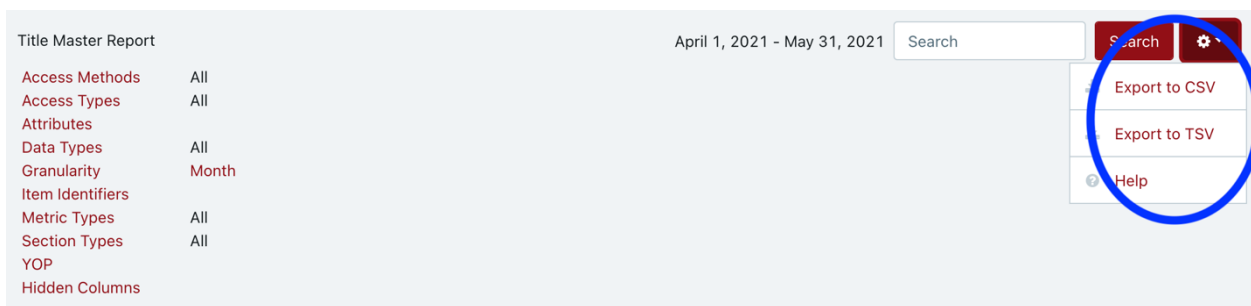 Title Master Report April 1, 2021 - May 31, 2021 Search Search
Access Methods All
Export to CSV
Access Types All
Attributes
Export to TSV
Data Types All
Granularity Month
Help
Item Identifiers
Metric Types All
Section Types All
YOP
Hidden Columns